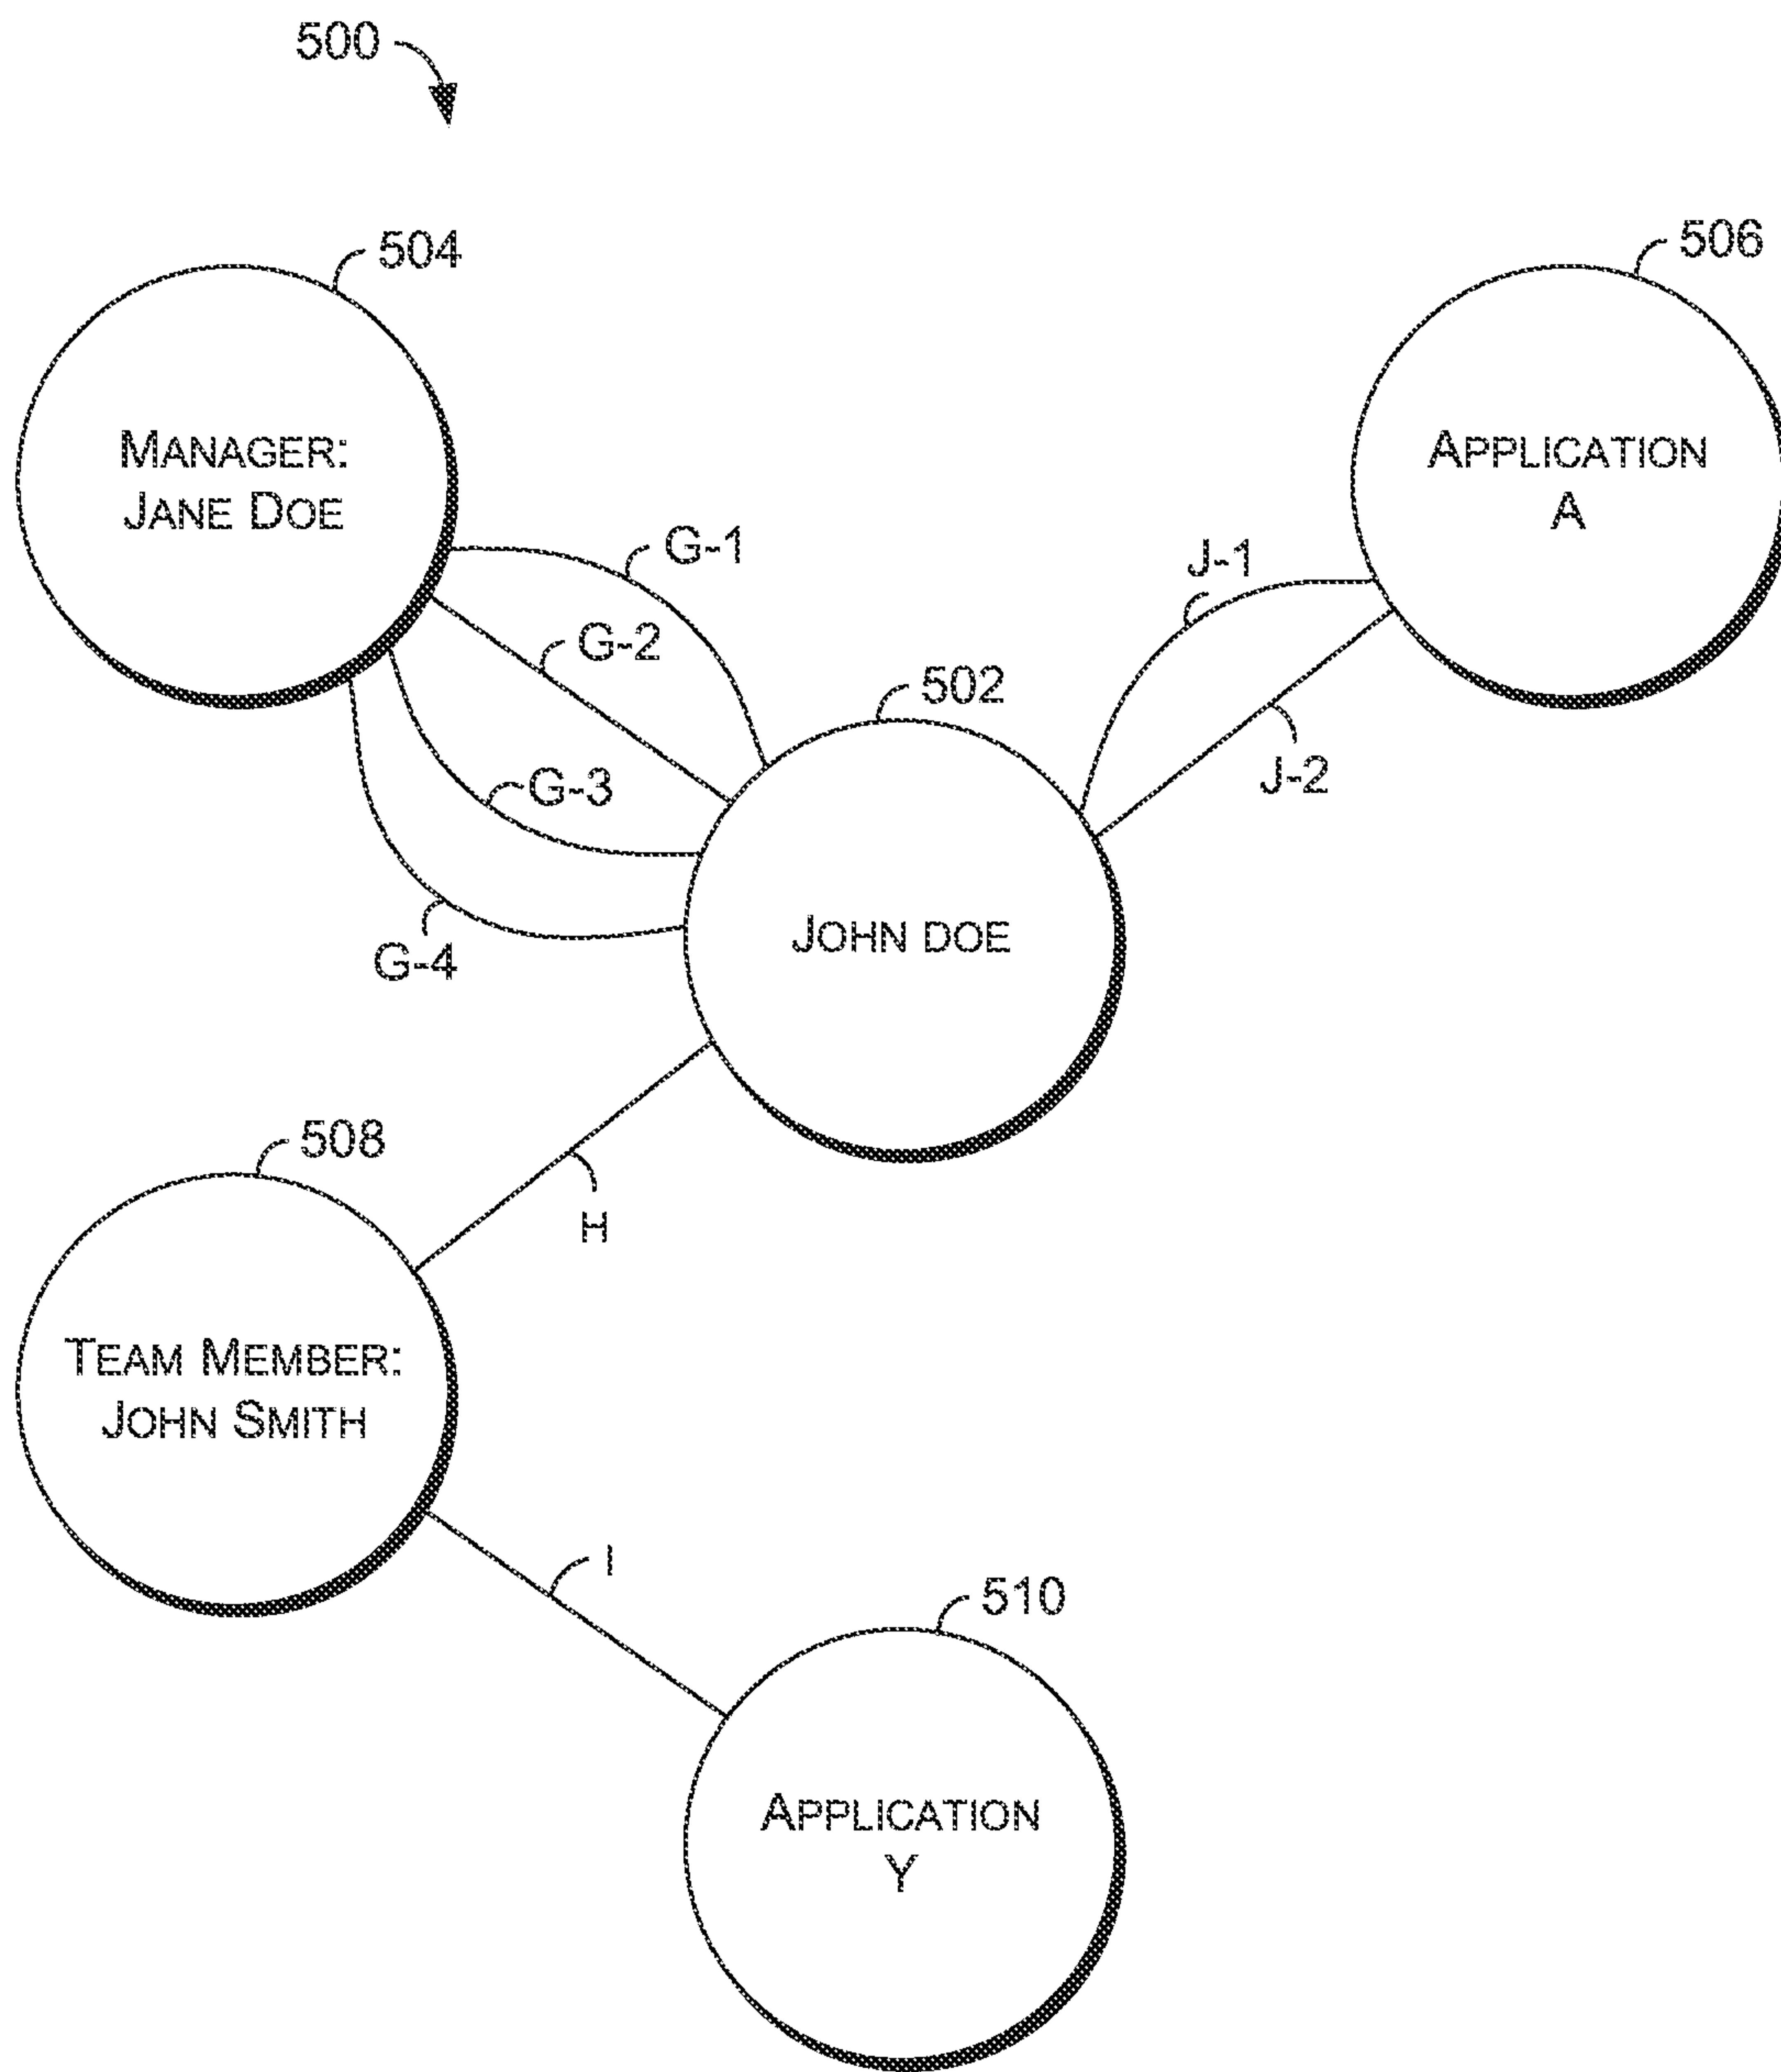 500
504
506
MANAGER:
JANE DOE
APPLICATION
A
G-1
J-1
G-2
502
J-2
G-3
JOHN DOE
G-4
508
H
TEAM MEMBER:
JOHN SMITH
I
510
APPLICATION
Y